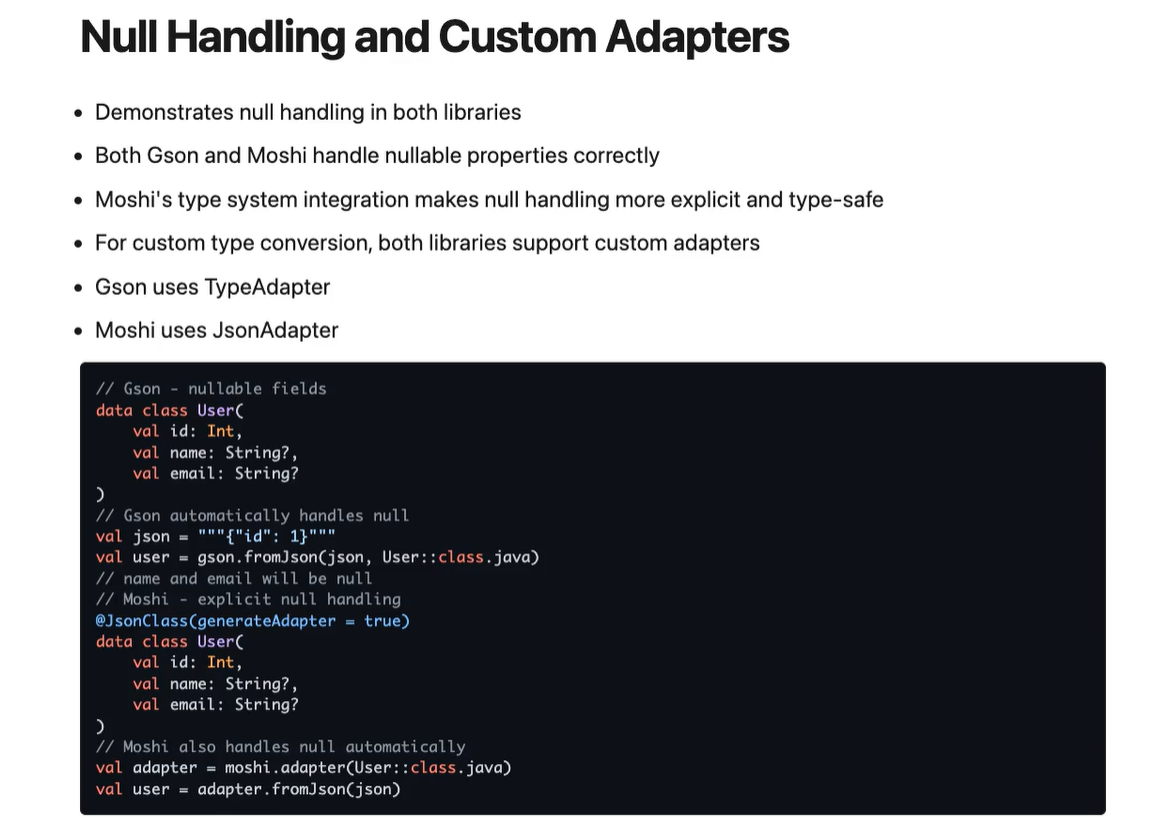 Null Handling and Custom Adapters
• Demonstrates null handling in both libraries
• Both Gson and Moshi handle nullable properties correctly
• Moshi's type system integration makes null handling more explicit and type-safe
• For custom type conversion, both libraries support custom adapters
• Gson uses TypeAdapter
• Moshi uses JsonAdapter
// Gson - nullable fields
data class User(
    val id: Int,
    val name: String?,
    val email: String?
)
// Gson automatically handles null
val json = """{"id": 1}"""
val user = gson.fromJson(json, User::class.java)
// name and email will be null
// Moshi - explicit null handling
@JsonClass(generateAdapter = true)
data class User(
    val id: Int,
    val name: String?,
    val email: String?
)
// Moshi also handles null automatically
val adapter = moshi.adapter(User::class.java)
val user = adapter.fromJson(json)